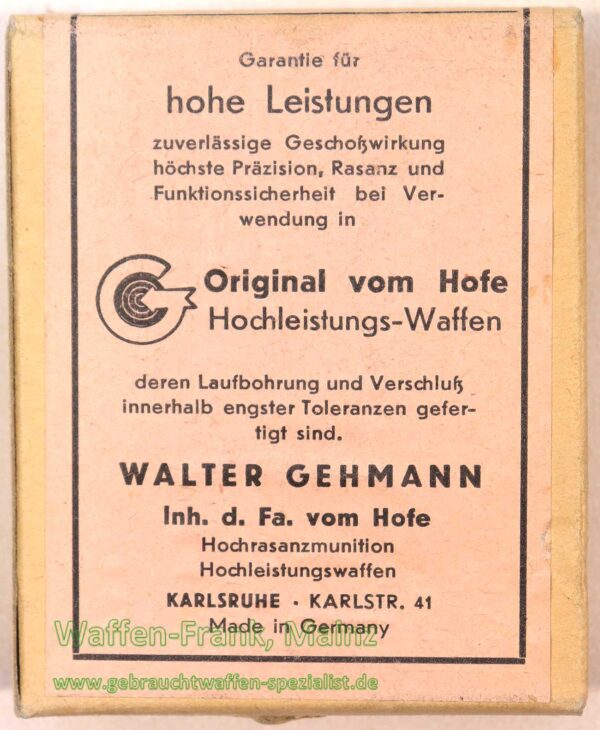 Garantie für
hohe Leistungen
zuverlässige Geschoßwirkung
höchste Präzision, Rasanz und
Funktionssicherheit bei Ver-
wendung in
Original vom Hofe
Hochleistungs-Waffen
deren Laufbohrung und Verschluß
innerhalb engster Toleranzen gefer-
tigt sind.
WALTER GEHMANN
Inh. d. Fa. vom Hofe
Hochrasanzmunition
Hochleistungswaffen
KARLSRUHE · KARLSTR. 41
Made in Germany
Waffen-Frank, Mainz
www.gebrauchtwaffen-spezialist.de